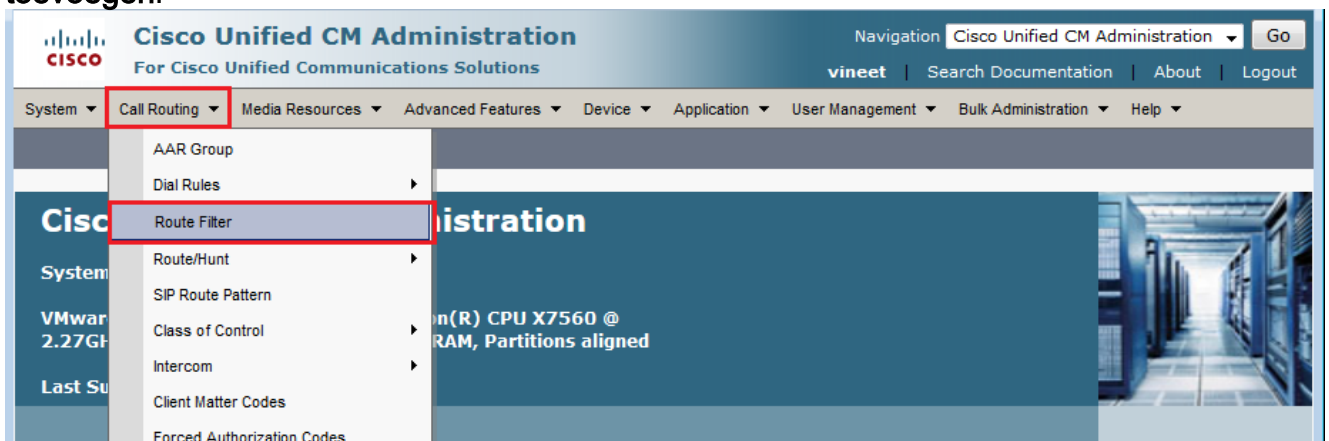 toevoegen.
Cisco Unified CM Administration
For Cisco Unified Communications Solutions
Navigation Cisco Unified CM Administration Go
vineet | Search Documentation | About | Logout
CISCO
System Call Routing Media Resources Advanced Features Device Application User Management Bulk Administration Help
AAR Group
Dial Rules
Route Filter
Route/Hunt
SIP Route Pattern
Class of Control
Intercom
Client Matter Codes
Forced Authorization Codes
Cisc
istration
System
VMwar
on(R) CPU X7560 @
2.27GH
RAM, Partitions aligned
Last Su